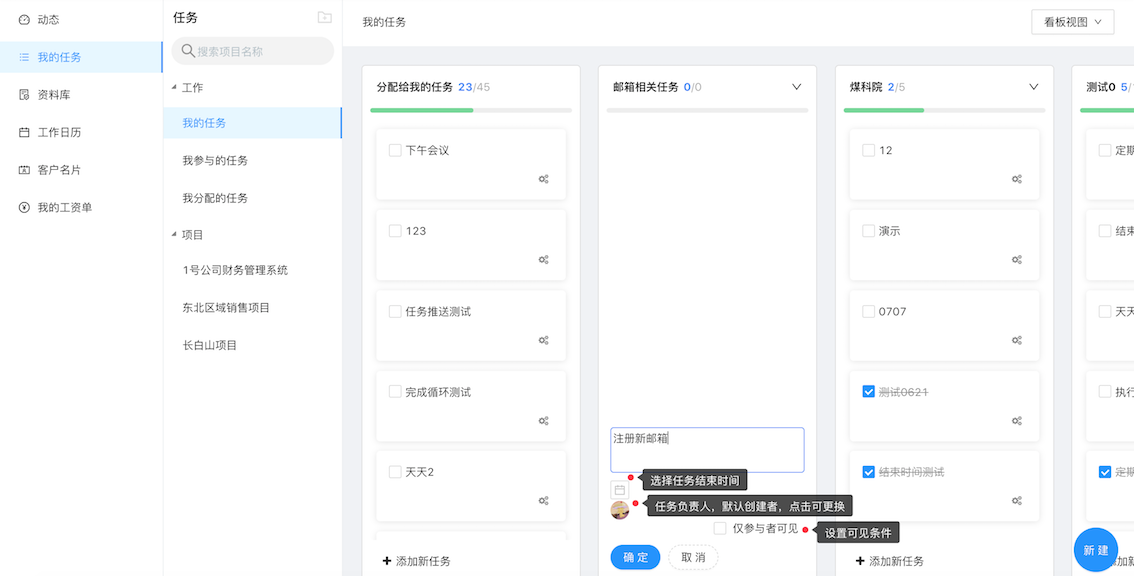 动态
我的任务
资料库
工作日历
客户名片
我的工资单
任务
搜索项目名称
工作
我的任务
我参与的任务
我分配的任务
项目
1号公司财务管理系统
东北区域销售项目
长白山项目
我的任务
看板视图
分配给我的任务 23/45
下午会议
123
任务推送测试
完成循环测试
天天2
添加新任务
邮箱相关任务 0/0
注册新邮箱
选择任务结束时间
任务负责人，默认创建者，点击可更换
仅参与者可见
设置可见条件
确定
取消
煤科院 2/5
12
演示
0707
测试0621
结束时间测试
添加新任务
测试0 5/
定期
结束
天天
执行
定期
新建
加新